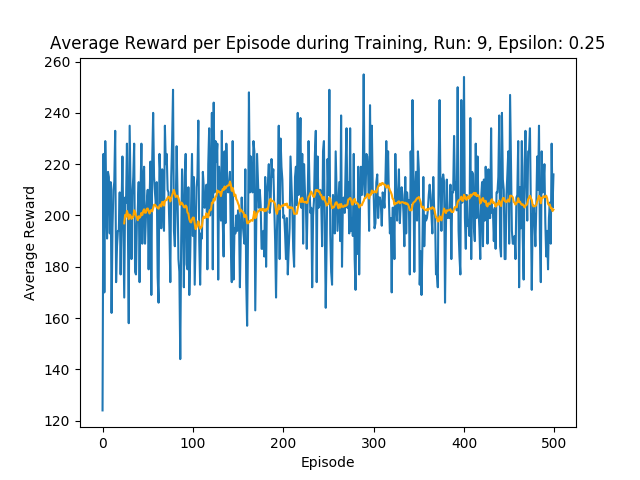 Average Reward per Episode during Training, Run: 9, Epsilon: 0.25
260
240
220
200
180
160
140
120
Average Reward
0 100 200 300 400 500
Episode